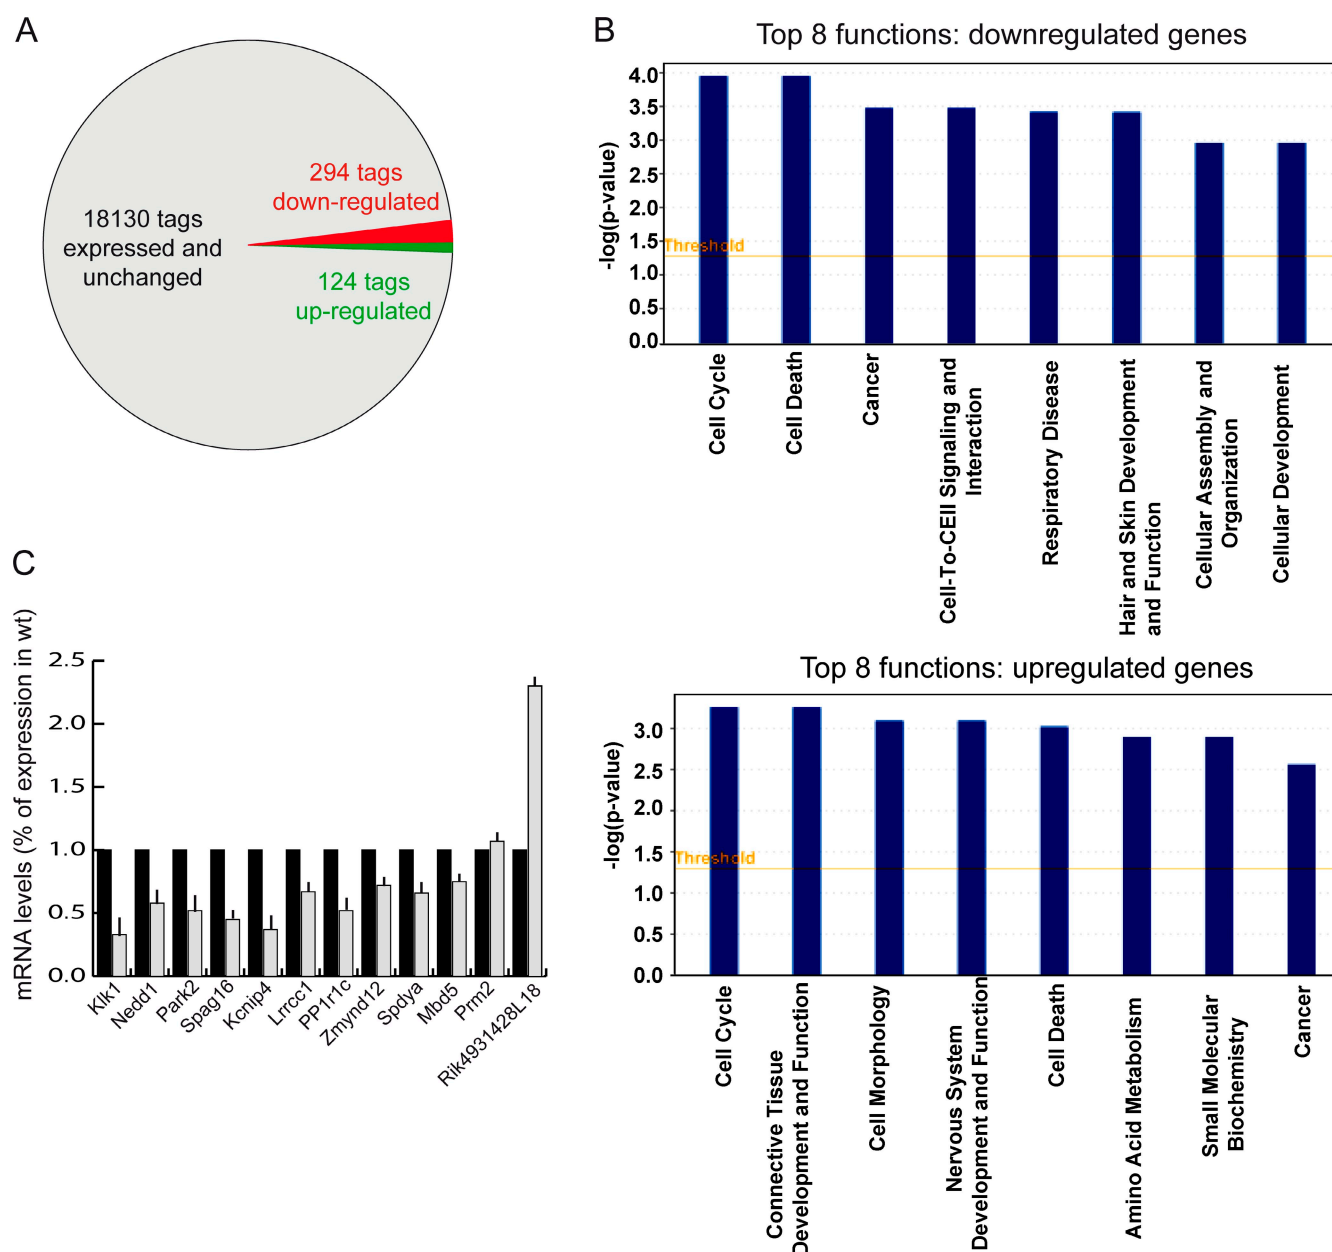 A
294 tags
down-regulated
18130 tags
expressed and
unchanged
124 tags
up-regulated
B
Top 8 functions: downregulated genes
-log(p-value)
4.0
3.5
3.0
2.5
2.0
1.5
1.0
0.5
0.0
Threshold
Cell Cycle
Cell Death
Cancer
Cell-To-CEll Signaling and
Interaction
Respiratory Disease
Hair and Skin Development
and Function
Cellular Assembly and
Organization
Cellular Development
C
mRNA levels (% of expression in wt)
2.5
2.0
1.5
1.0
0.5
0.0
Klk1
Nedd1
Park2
Spag16
Kcnip4
Lrrcc1
PP1r1c
Zmynd12
Spdya
Mbd5
Prm2
Rik4931428L18
Top 8 functions: upregulated genes
-log(p-value)
3.0
2.5
2.0
1.5
1.0
0.5
0.0
Threshold
Cell Cycle
Connective Tissue
Development and Function
Cell Morphology
Nervous System
Development and Function
Cell Death
Amino Acid Metabolism
Small Molecular
Biochemistry
Cancer